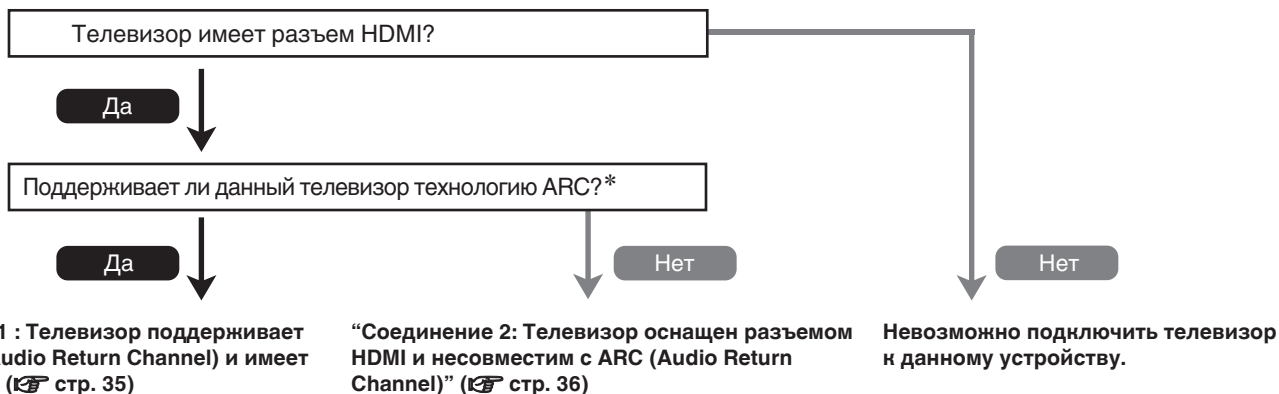 Телевизор имеет разъем HDMI?
Да
Поддерживает ли данный телевизор технологию ARC?*
Да
Нет
Нет
1 : Телевизор поддерживает
udio Return Channel) и имеет
(☞ стр. 35)
“Соединение 2: Телевизор оснащен разъемом
HDMI и несовместим с ARC (Audio Return
Channel)” (☞ стр. 36)
Невозможно подключить телевизор
к данному устройству.